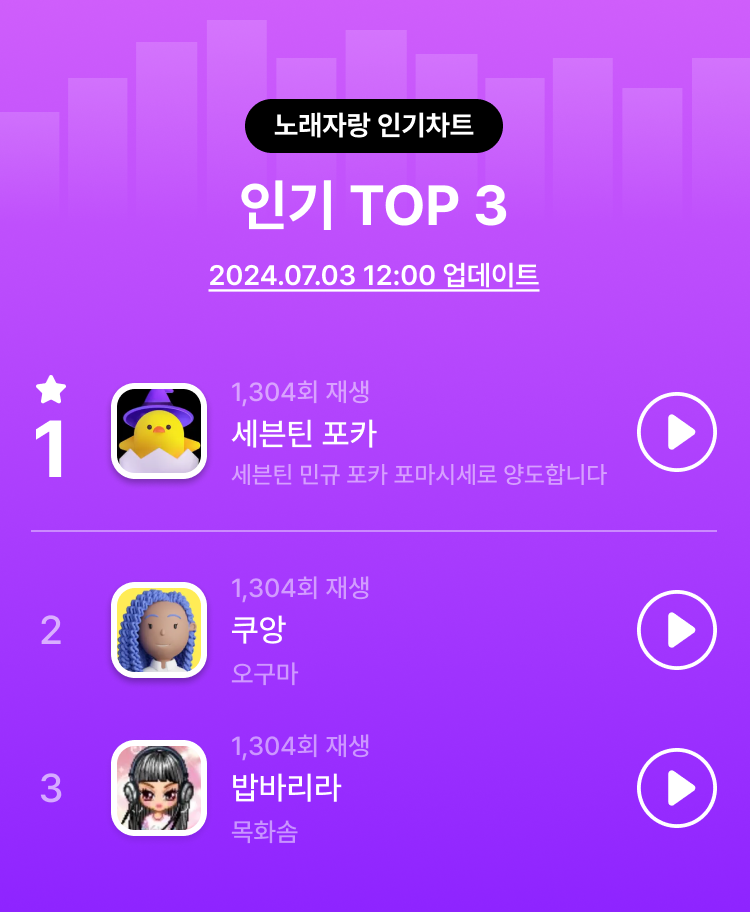 노래자랑 인기차트
인기 TOP 3
2024.07.03 12:00 업데이트
1
1,304회 재생
세븐틴 포카
세븐틴 민규 포카 포마시세로 양도합니다
2
1,304회 재생
쿠앙
오구마
3
1,304회 재생
밥바리라
목화솜